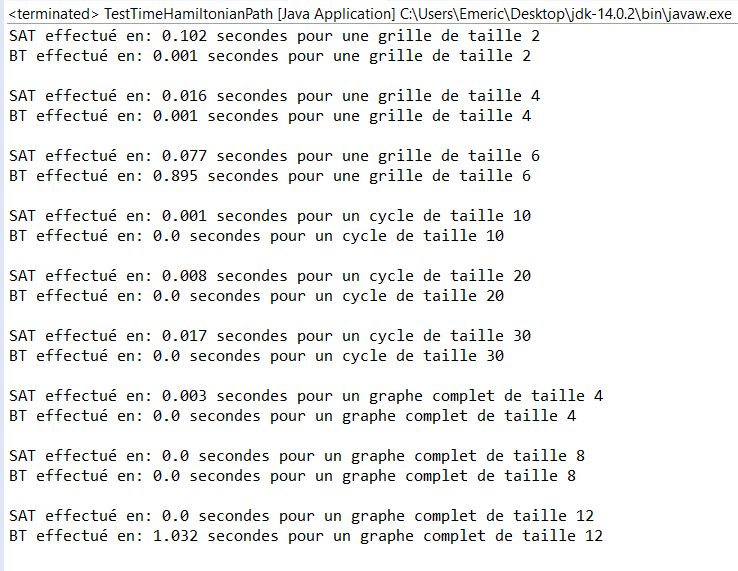 <terminated> TestTimeHamiltonianPath [Java Application] C:\Users\Emeric\Desktop\jdk-14.0.2\bin\javaw.exe
SAT effectué en: 0.102 secondes pour une grille de taille 2
BT effectué en: 0.001 secondes pour une grille de taille 2
SAT effectué en: 0.016 secondes pour une grille de taille 4
BT effectué en: 0.001 secondes pour une grille de taille 4
SAT effectué en: 0.077 secondes pour une grille de taille 6
BT effectué en: 0.895 secondes pour une grille de taille 6
SAT effectué en: 0.001 secondes pour un cycle de taille 10
BT effectué en: 0.0 secondes pour un cycle de taille 10
SAT effectué en: 0.008 secondes pour un cycle de taille 20
BT effectué en: 0.0 secondes pour un cycle de taille 20
SAT effectué en: 0.017 secondes pour un cycle de taille 30
BT effectué en: 0.0 secondes pour un cycle de taille 30
SAT effectué en: 0.003 secondes pour un graphe complet de taille 4
BT effectué en: 0.0 secondes pour un graphe complet de taille 4
SAT effectué en: 0.0 secondes pour un graphe complet de taille 8
BT effectué en: 0.0 secondes pour un graphe complet de taille 8
SAT effectué en: 0.0 secondes pour un graphe complet de taille 12
BT effectué en: 1.032 secondes pour un graphe complet de taille 12